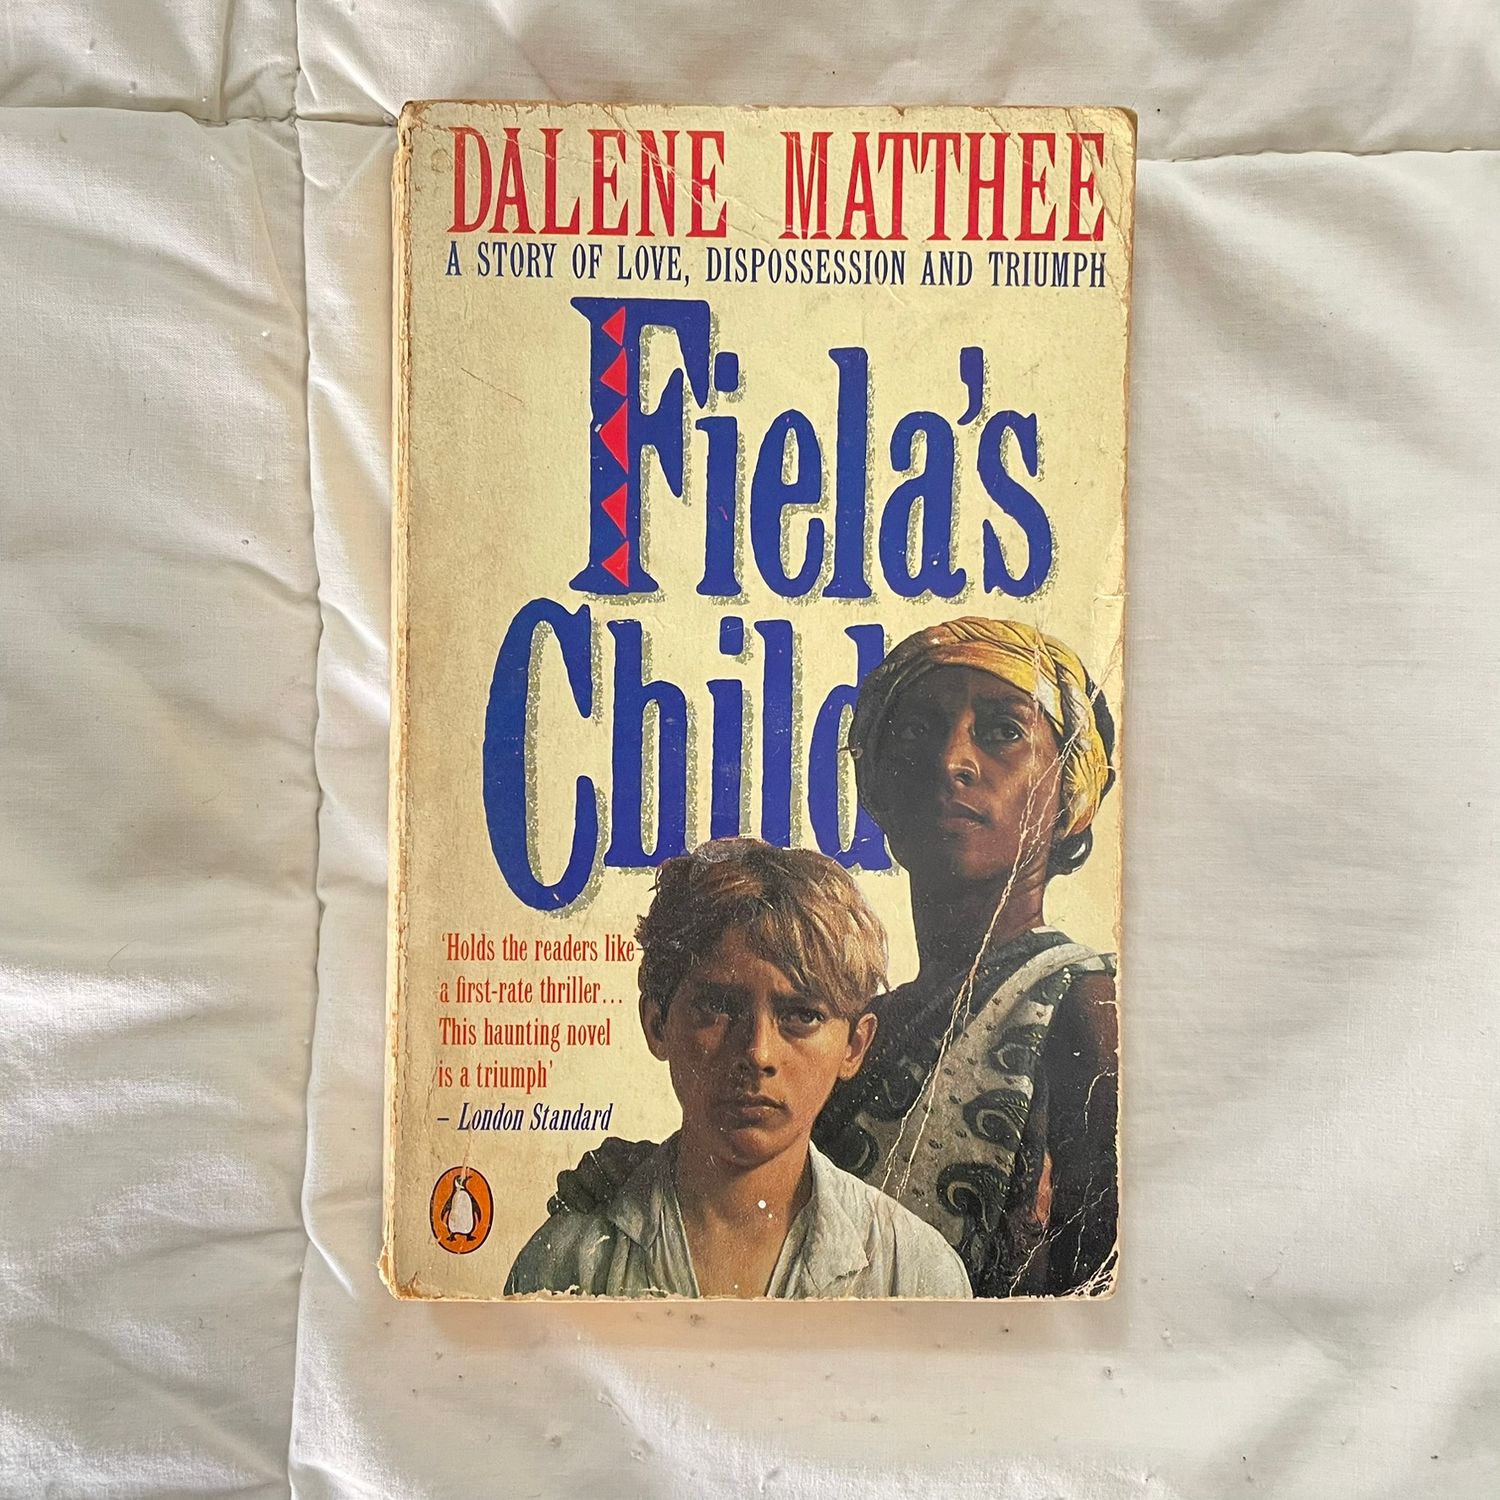 DALENE MATTHEE
A STORY OF LOVE, DISPOSSESSION AND TRIUMPH
Fiela's
Child
'Holds the readers like
a first-rate thriller...
This haunting novel
is a triumph'
– London Standard